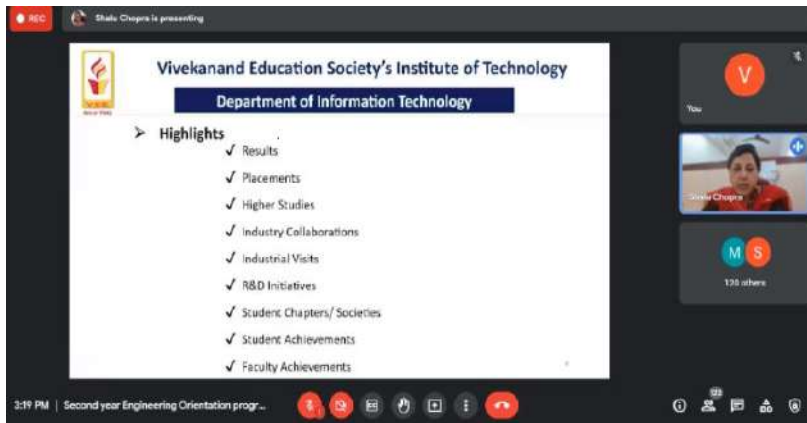 REC
Shalu Chopra is presenting
Vivekanand Education Society's Institute of Technology
Department of Information Technology
V.E.S.
➢ Highlights
✓ Results
✓ Placements
✓ Higher Studies
✓ Industry Collaborations
✓ Industrial Visits
✓ R&D Initiatives
✓ Student Chapters/ Societies
✓ Student Achievements
✓ Faculty Achievements
V
You
Shalu Chopra
M S
120 others
3:19 PM | Second year Engineering Orientation progr...
123